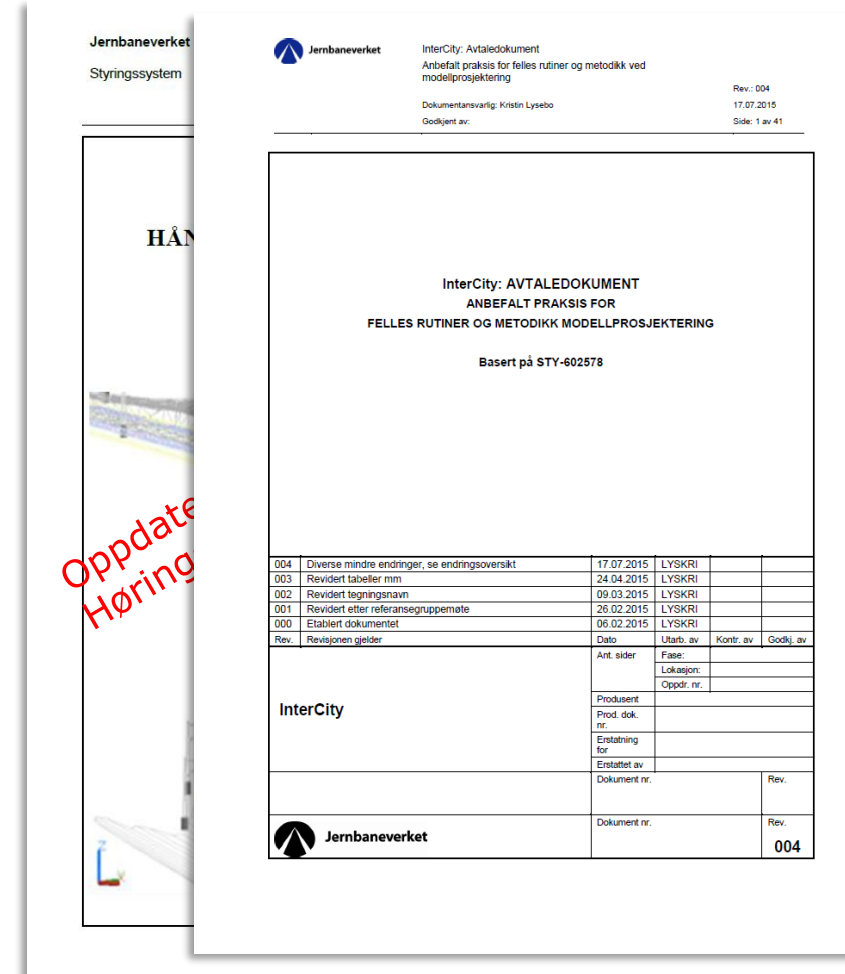 Jernbaneverket
Styringssystem
HÅN
Oppdate
Høring
Jernbaneverket
InterCity: Avtaledokument
Anbefalt praksis for felles rutiner og metodikk ved
modellprosjektering
Rev.: 004
Dokumentansvarlig: Kristin Lysebo
17.07.2015
Godkjent av:
Side: 1 av 41
InterCity: AVTALEDOKUMENT
ANBEFALT PRAKSIS FOR
FELLES RUTINER OG METODIKK MODELLPROSJEKTERING
Basert på STY-602578
004 Diverse mindre endringer, se endringsoversikt 17.07.2015 LYSKRI
003 Revidert tabeller mm 24.04.2015 LYSKRI
002 Revidert tegningsnavn 09.03.2015 LYSKRI
001 Revidert etter referansegruppemøte 26.02.2015 LYSKRI
000 Etablert dokumentet 06.02.2015 LYSKRI
Rev. Revisjonen gjelder Dato Utarb. av Kontr. av Godkj. av
InterCity
Ant. sider Fase:
Lokasjon:
Oppdr. nr.
Produsent
Prod. dok.
nr.
Erstatning
for
Erstattet av
Dokument nr. Rev.
Jernbaneverket
Dokument nr. Rev.
004